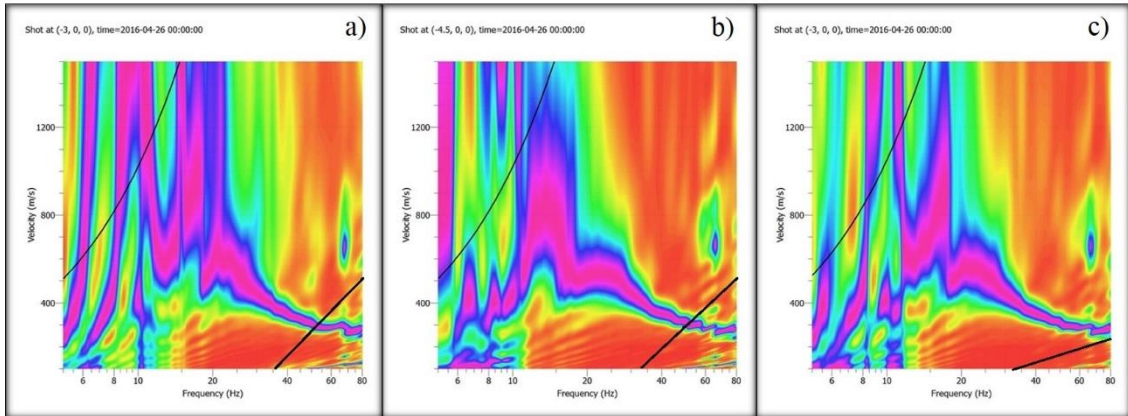 a)
Shot at (-3, 0, 0), time=2016-04-26 00:00:00
1200
800
400
Velocity (m/s)
6 8 10 20 40 60 80
Frequency (Hz)
b)
Shot at (-4.5, 0, 0), time=2016-04-26 00:00:00
1200
800
400
Velocity (m/s)
6 8 10 20 40 60 80
Frequency (Hz)
c)
Shot at (-3, 0, 0), time=2016-04-26 00:00:00
1200
800
400
Velocity (m/s)
6 8 10 20 40 60 80
Frequency (Hz)